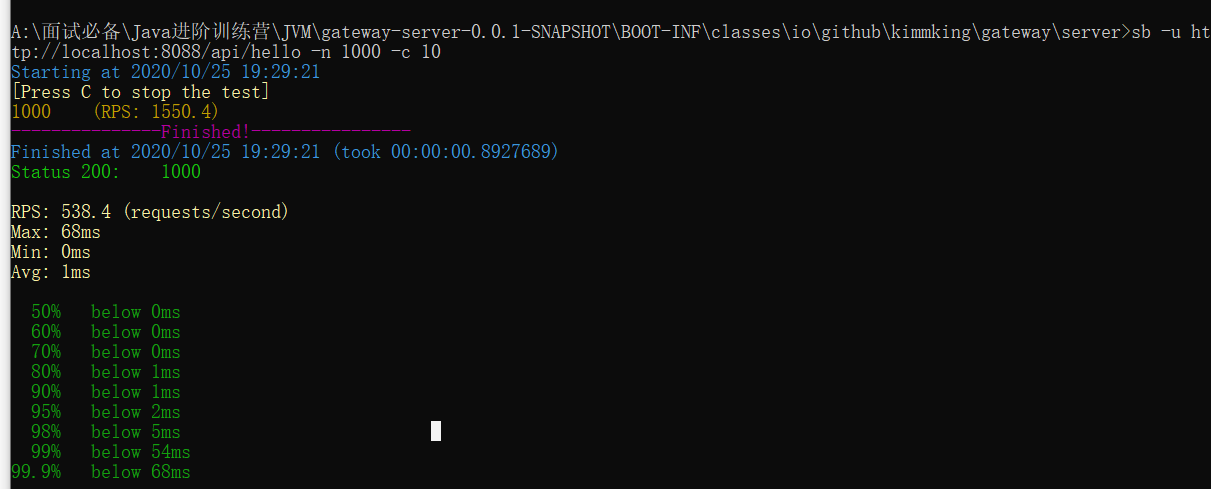 A:\面试必备\Java进阶训练营\JVM\gateway-server-0.0.1-SNAPSHOT\BOOT-INF\classes\io\github\kimmking\gateway\server>sb -u ht
tp://localhost:8088/api/hello -n 1000 -c 10
Starting at 2020/10/25 19:29:21
[Press C to stop the test]
1000    (RPS: 1550.4)
---------------Finished!----------------
Finished at 2020/10/25 19:29:21 (took 00:00:00.8927689)
Status 200:    1000
RPS: 538.4 (requests/second)
Max: 68ms
Min: 0ms
Avg: 1ms
50%   below 0ms
60%   below 0ms
70%   below 0ms
80%   below 1ms
90%   below 1ms
95%   below 2ms
98%   below 5ms
99%   below 54ms
99.9%   below 68ms